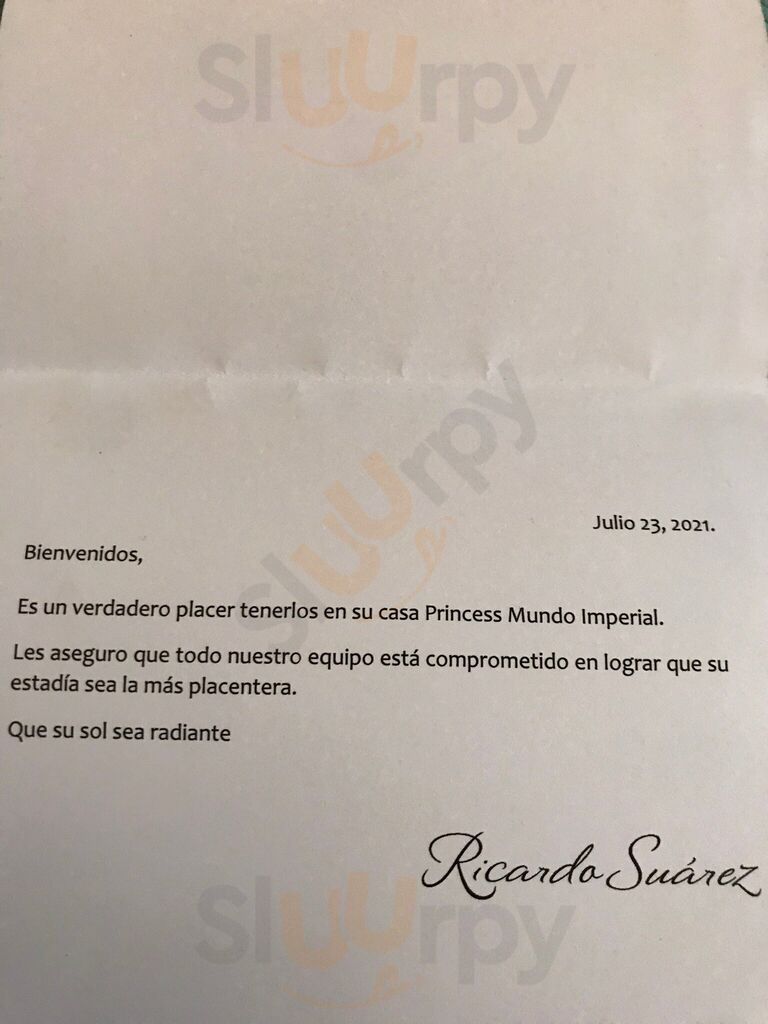 Sluurpy
Sluurpy
Julio 23, 2021.
Bienvenidos,
Es un verdadero placer tenerlos en su casa Princess Mundo Imperial.
Les aseguro que todo nuestro equipo está comprometido en lograr que su
estadía sea la más placentera.
Que su sol sea radiante
Ricardo Suárez
Sluurpy